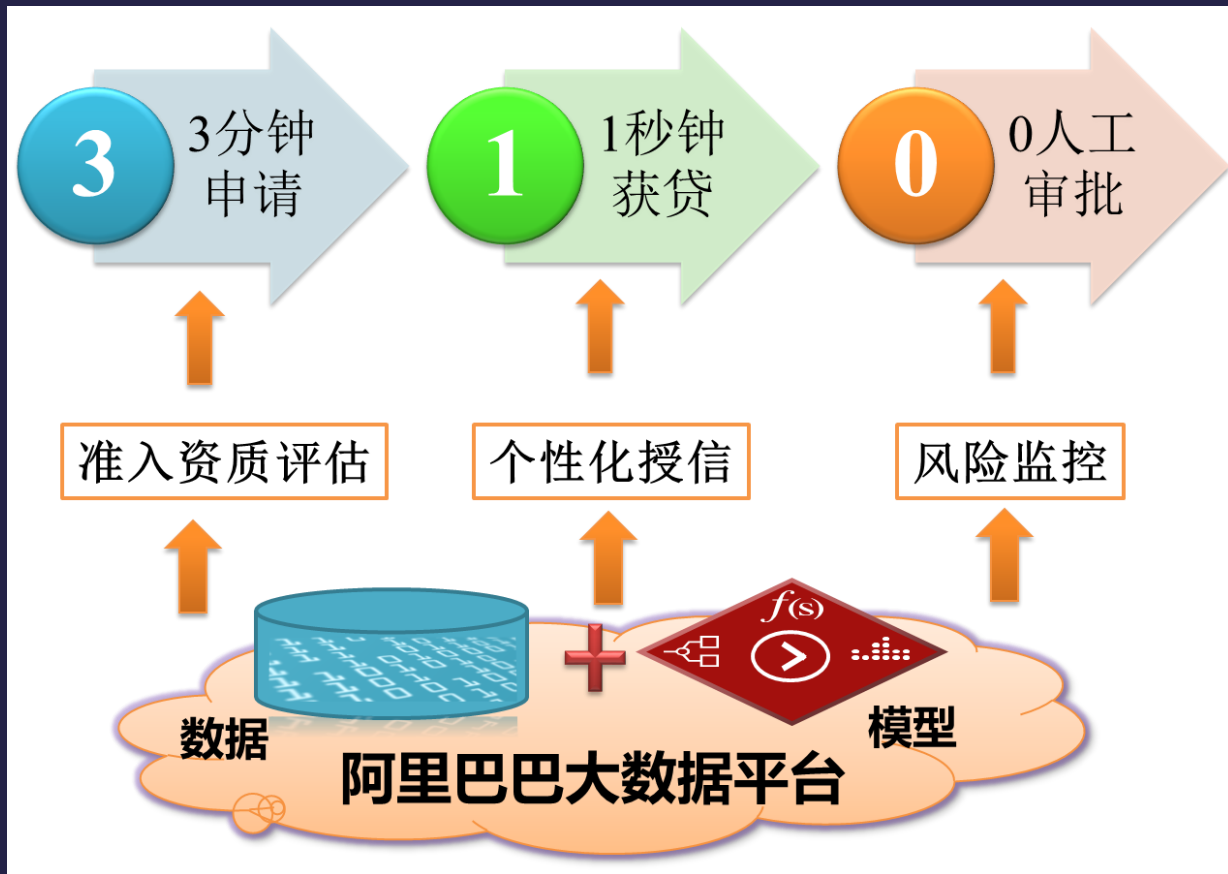 3
3分钟
申请
1
1秒钟
获贷
0
0人工
审批
准入资质评估
个性化授信
风险监控
f(s)
数据
模型
阿里巴巴大数据平台